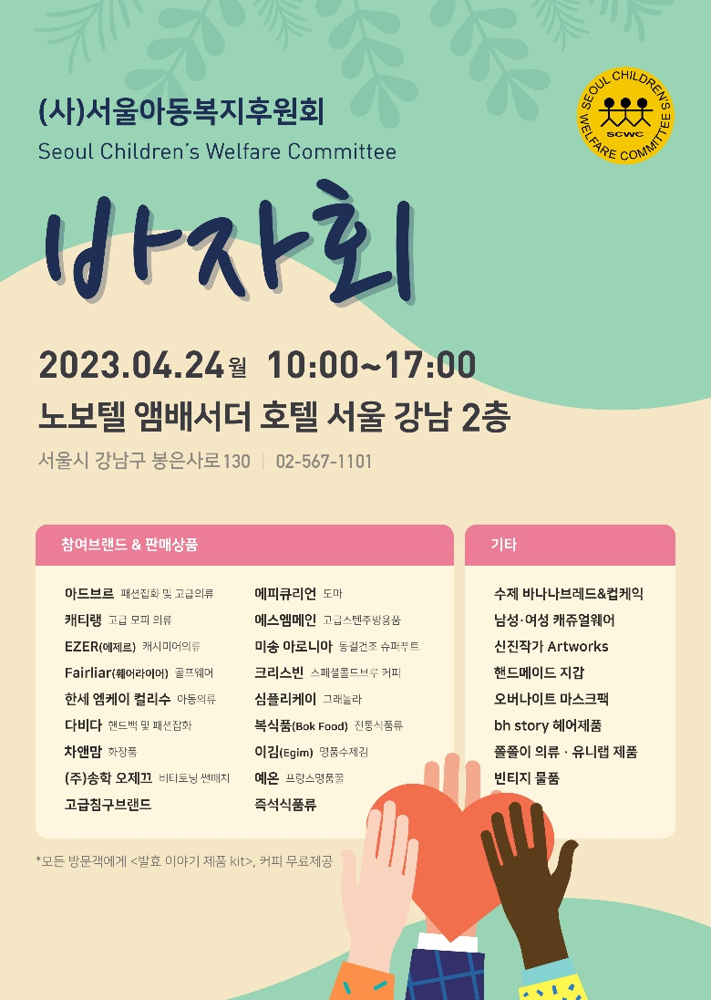 (사)서울아동복지후원회
Seoul Children's Welfare Committee
SEOUL CHILDREN'S
WELFARE COMMITTEE
SCWC
바자회
2023.04.24월 10:00~17:00
노보텔 앰배서더 호텔 서울 강남 2층
서울시 강남구 봉은사로130 | 02-567-1101
참여브랜드 & 판매상품
아드브르 패션잡화 및 고급의류
캐티랭 고급 모피 의류
EZER(에제르) 캐시미어의류
Fairliar(훼어라이어) 골프웨어
한세 엠케이 컬리수 아동의류
다비다 핸드백 및 패션잡화
차앤맘 화장품
(주)송학 오제끄 비타토닝 썬패치
고급침구브랜드
에피큐리언 도마
에스엠메인 고급스텐주방용품
미송 아로니아 동결건조 슈퍼푸드
크리스빈 스페셜콜드브루 커피
심플리케이 그래놀라
복식품(Bok Food) 전통식품류
이김(Egim) 명품수제김
예온 프랑스명품꿀
즉석식품류
기타
수제 바나나브레드&컵케익
남성·여성 캐쥬얼웨어
신진작가 Artworks
핸드메이드 지갑
오버나이트 마스크팩
bh story 헤어제품
쫄쫄이 의류 · 유니랩 제품
빈티지 물품
*모든 방문객에게 <발효 이야기 제품 kit>, 커피 무료제공